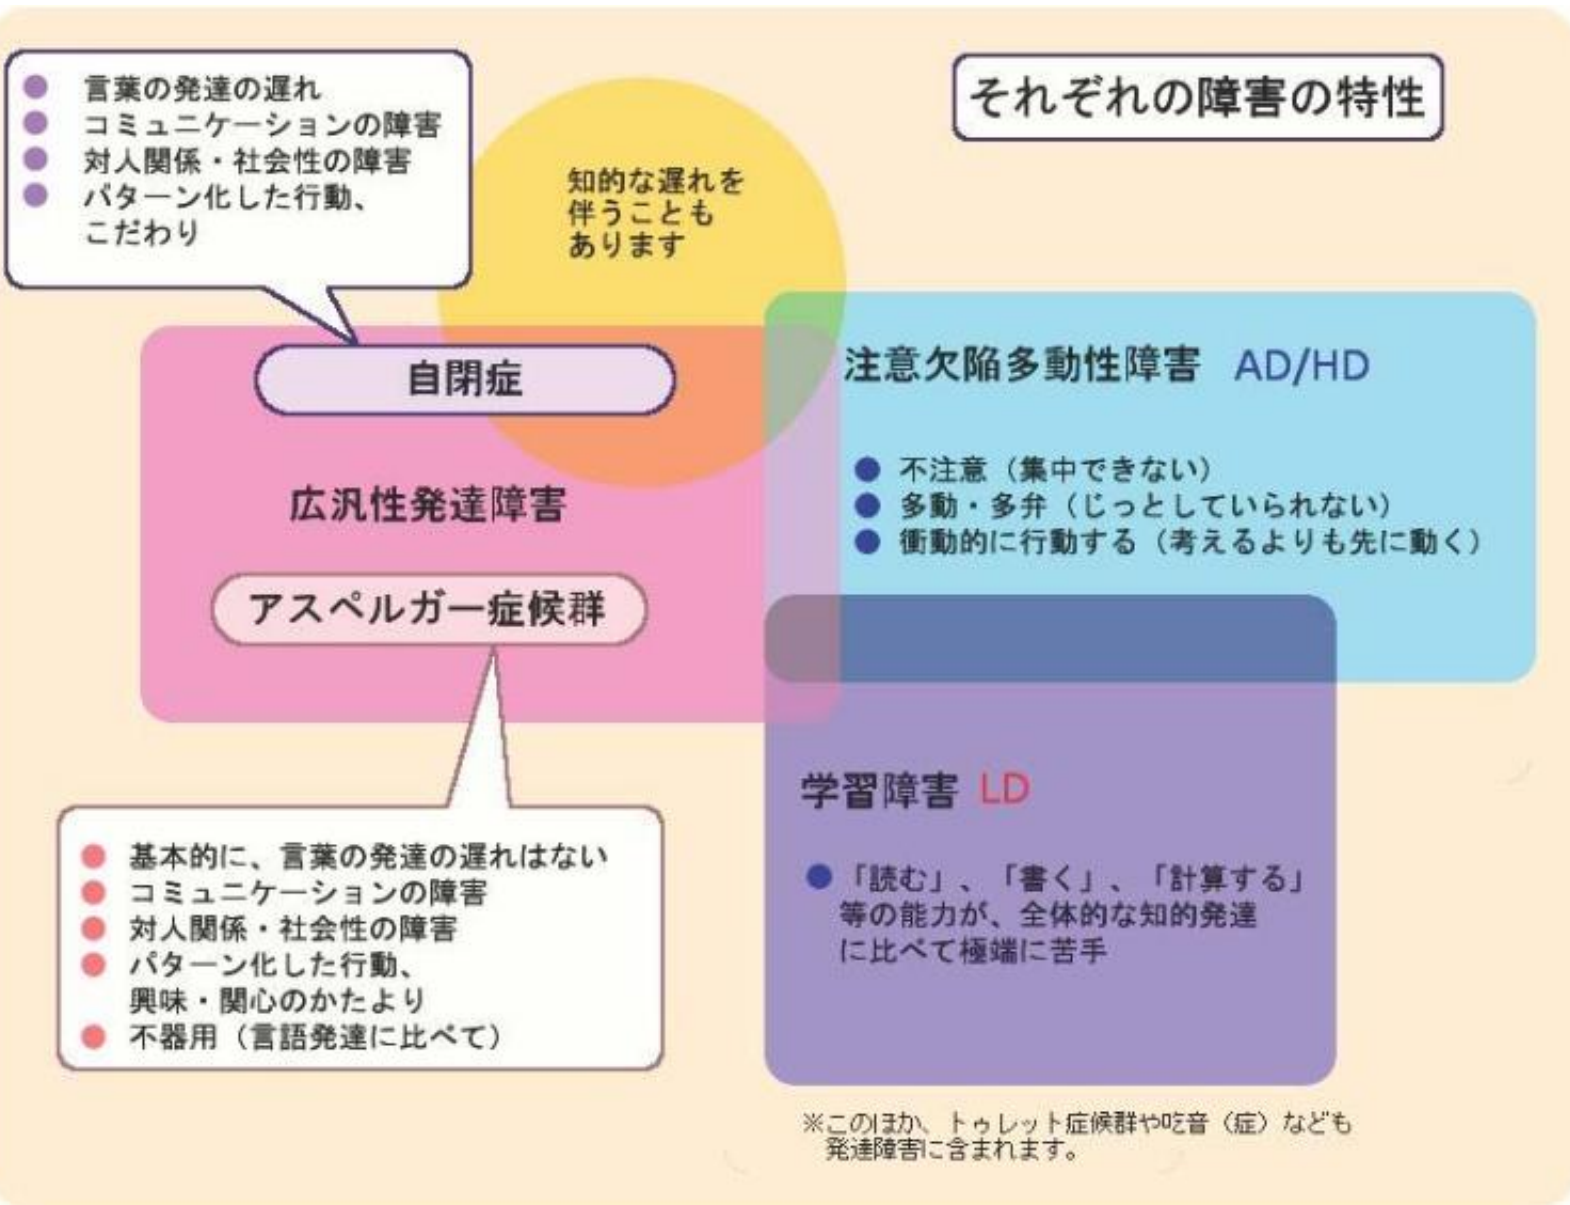 それぞれの障害の特性
● 言葉の発達の遅れ
● コミュニケーションの障害
● 対人関係・社会性の障害
● パターン化した行動、
こだわり
知的な遅れを
伴うことも
あります
自閉症
広汎性発達障害
アスペルガー症候群
注意欠陥多動性障害 AD/HD
● 不注意（集中できない）
● 多動・多弁（じっとしていられない）
● 衝動的に行動する（考えるよりも先に動く）
● 基本的に、言葉の発達の遅れはない
● コミュニケーションの障害
● 対人関係・社会性の障害
● パターン化した行動、
興味・関心のかたより
● 不器用（言語発達に比べて）
学習障害 LD
● 「読む」、「書く」、「計算する」
等の能力が、全体的な知的発達
に比べて極端に苦手
※このほか、トゥレット症候群や吃音（症）なども
発達障害に含まれます。